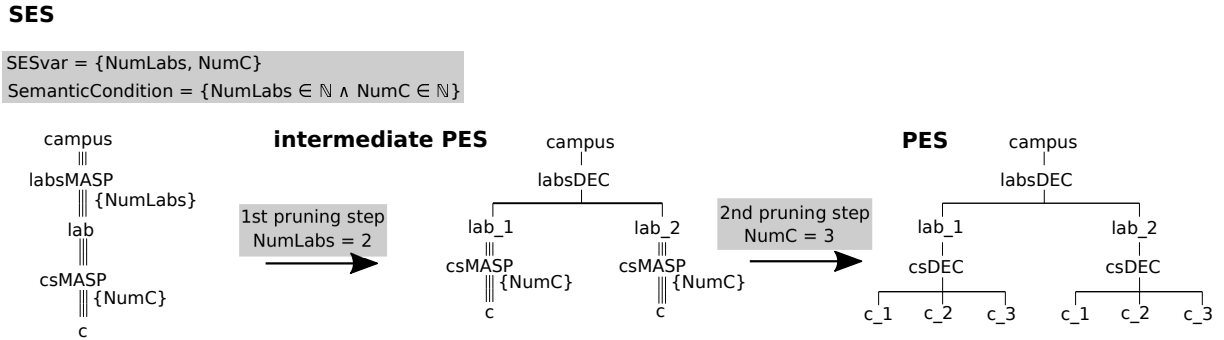 SES
SESvar = {NumLabs, NumC}
SemanticCondition = {NumLabs ∈ ℕ ∧ NumC ∈ ℕ}
campus
labsMASP
{NumLabs}
lab
csMASP
{NumC}
c
1st pruning step
NumLabs = 2
intermediate PES
campus
labsDEC
lab_1 lab_2
csMASP csMASP
{NumC} {NumC}
c c
2nd pruning step
NumC = 3
PES
campus
labsDEC
lab_1 lab_2
csDEC csDEC
c_1 c_2 c_3 c_1 c_2 c_3